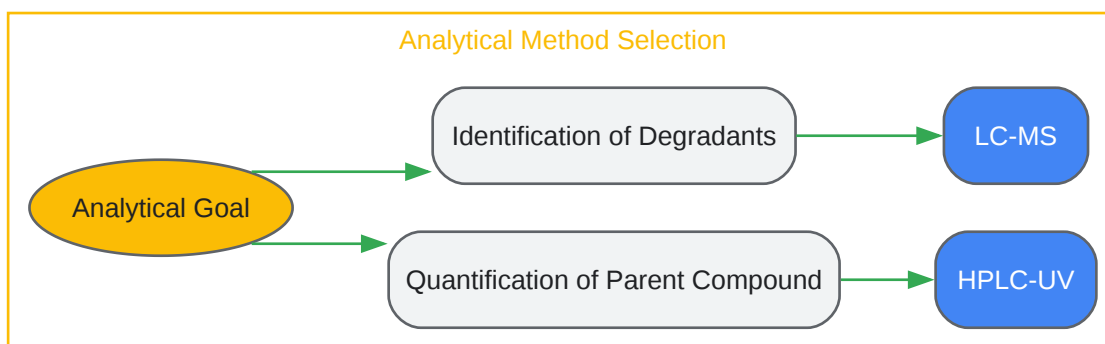 Analytical Method Selection
Identification of Degradants
LC-MS
Analytical Goal
Quantification of Parent Compound
HPLC-UV